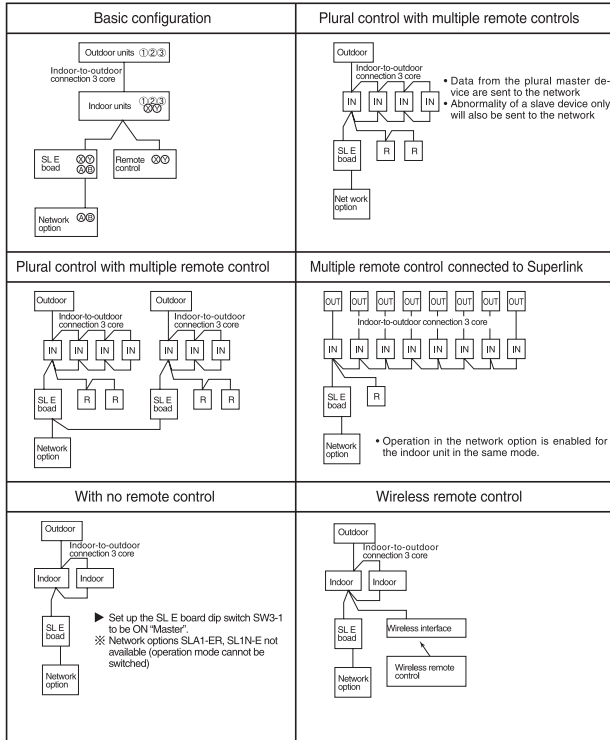 Basic configuration
Outdoor units ①②③
Indoor-to-outdoor
connection 3 core
Indoor units ①②③
ⓍⓎ
SL E ⓍⓎ
boad ⒶⒷ
Remote ⓍⓎ
control
Network ⒶⒷ
option
Plural control with multiple remote controls
Outdoor
Indoor-to-outdoor
connection 3 core
IN IN IN IN
• Data from the plural master de-
vice are sent to the network
• Abnormality of a slave device only
will also be sent to the network
SL E
boad
R R
Net work
option
Plural control with multiple remote control
Outdoor
Indoor-to-outdoor
connection 3 core
IN IN IN IN
SL E
boad
R R
Outdoor
Indoor-to-outdoor
connection 3 core
IN IN IN IN
SL E
boad
R R
Network
option
Multiple remote control connected to Superlink
OUT OUT OUT OUT OUT OUT OUT OUT
Indoor-to-outdoor connection 3 core
IN IN IN IN IN IN IN IN
SL E
boad
R
Network
option
• Operation in the network option is enabled for
the indoor unit in the same mode.
With no remote control
Outdoor
Indoor-to-outdoor
connection 3 core
Indoor Indoor
SL E
boad
Network
option
▶ Set up the SL E board dip switch SW3-1
to be ON "Master".
※ Network options SLA1-ER, SL1N-E not
available (operation mode cannot be
switched)
Wireless remote control
Outdoor
Indoor-to-outdoor
connection 3 core
Indoor Indoor
SL E
boad
Wireless interface
Wireless remote
control
Network
option